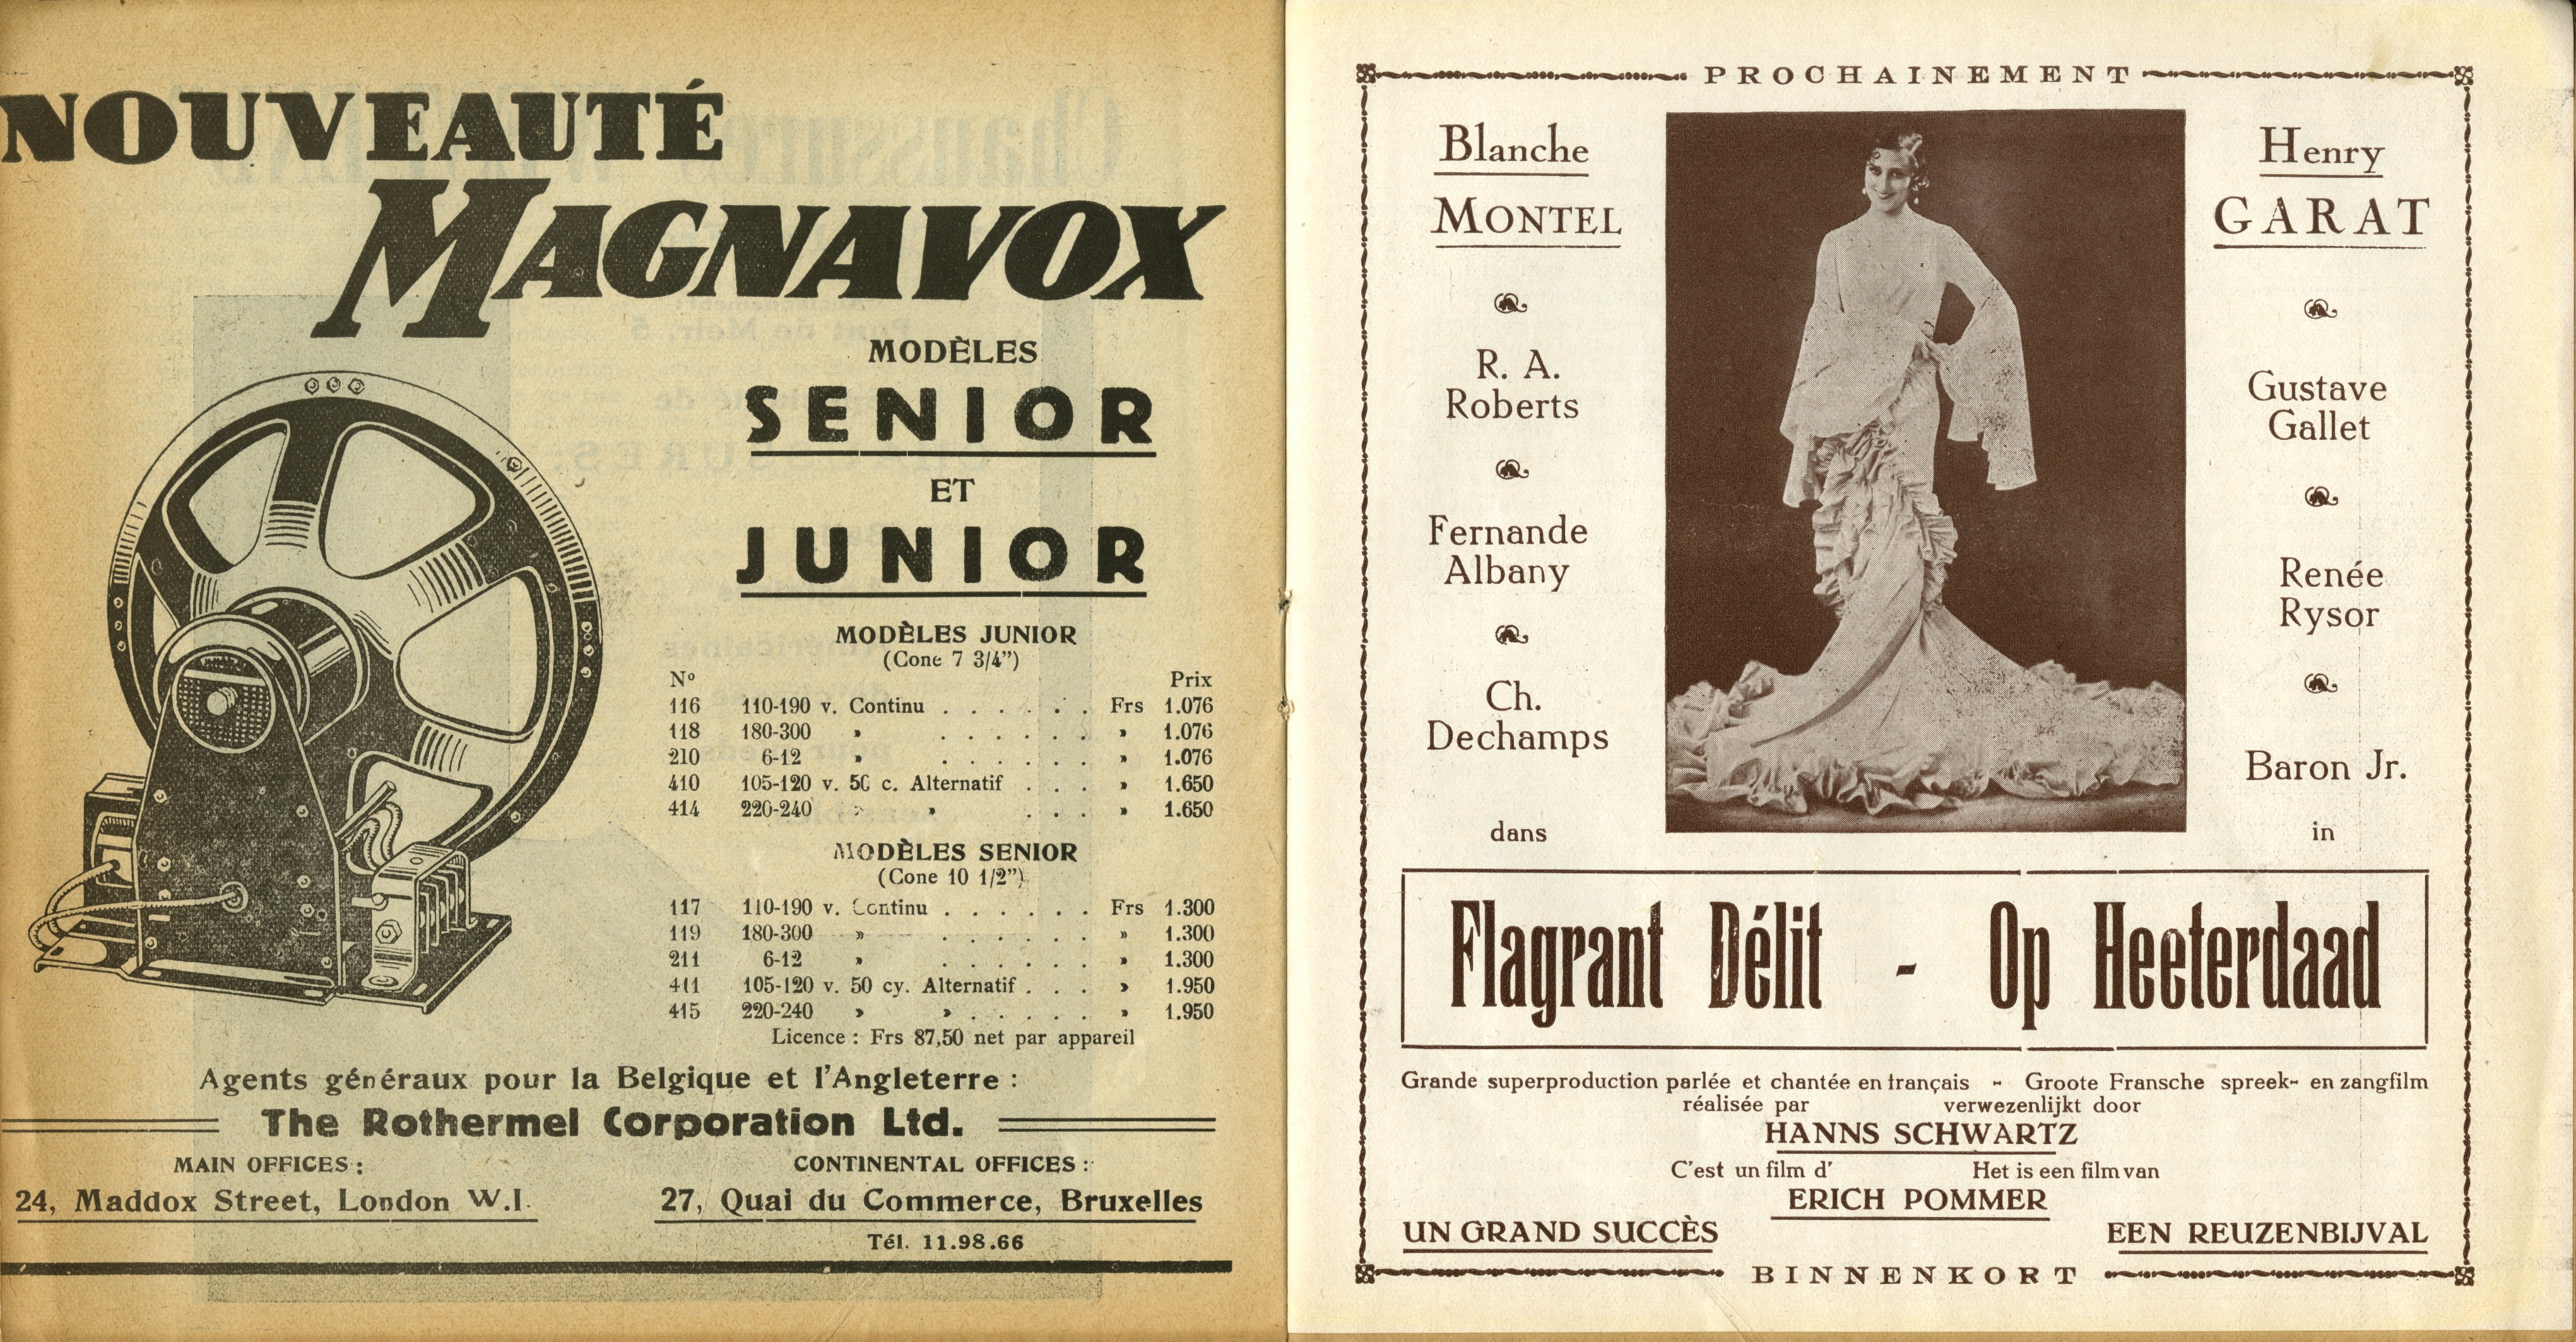 NOUVEAUTÉ
MAGNAVOX
MODÈLES
SENIOR
ET
JUNIOR
MODÈLES JUNIOR
(Cone 7 3/4")
Nº Prix
116 110-190 v. Continu . . . . . . Frs 1.076
118 180-300 » . . . . . . » 1.076
210 6-12 » . . . . . . » 1.076
410 105-120 v. 50 c. Alternatif . . . » 1.650
414 220-240 » » . . . » 1.650
MODÈLES SENIOR
(Cone 10 1/2")
117 110-190 v. Continu . . . . . . Frs 1.300
119 180-300 » . . . . . . » 1.300
211 6-12 » . . . . . . » 1.300
411 105-120 v. 50 cy. Alternatif . . . » 1.950
415 220-240 » » . . . . . » 1.950
Licence : Frs 87,50 net par appareil
Agents généraux pour la Belgique et l'Angleterre :
The Rothermel Corporation Ltd.
MAIN OFFICES :
24, Maddox Street, London W.I.
CONTINENTAL OFFICES :
27, Quai du Commerce, Bruxelles
Tél. 11.98.66
PROCHAINEMENT
Blanche
MONTEL
R. A.
Roberts
Fernande
Albany
Ch.
Dechamps
dans
Henry
GARAT
Gustave
Gallet
Renée
Rysor
Baron Jr.
in
Flagrant Délit - Op Heeterdaad
Grande superproduction parlée et chantée en français - Groote Fransche spreek- en zangfilm
réalisée par verwezenlijkt door
HANNS SCHWARTZ
C'est un film d' Het is een film van
ERICH POMMER
UN GRAND SUCCÈS EEN REUZENBIJVAL
BINNENKORT